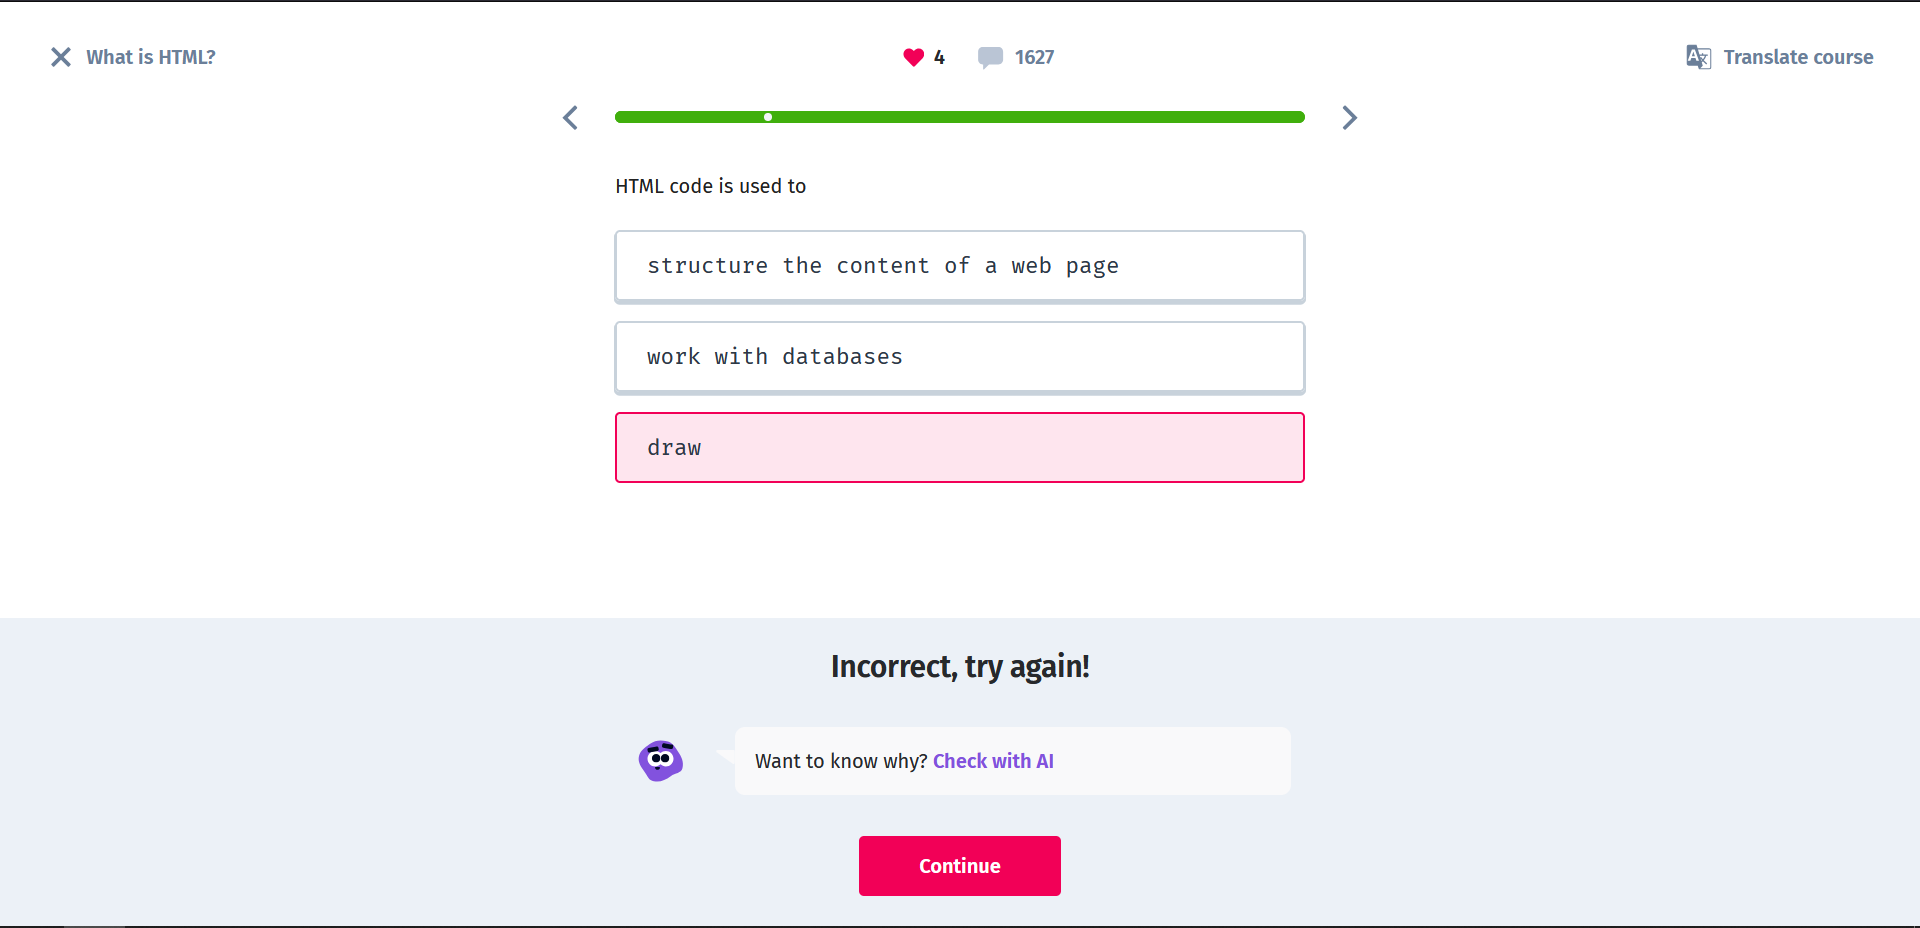 What is HTML?
4
1627
Translate course
HTML code is used to
structure the content of a web page
work with databases
draw
Incorrect, try again!
Want to know why? Check with AI
Continue